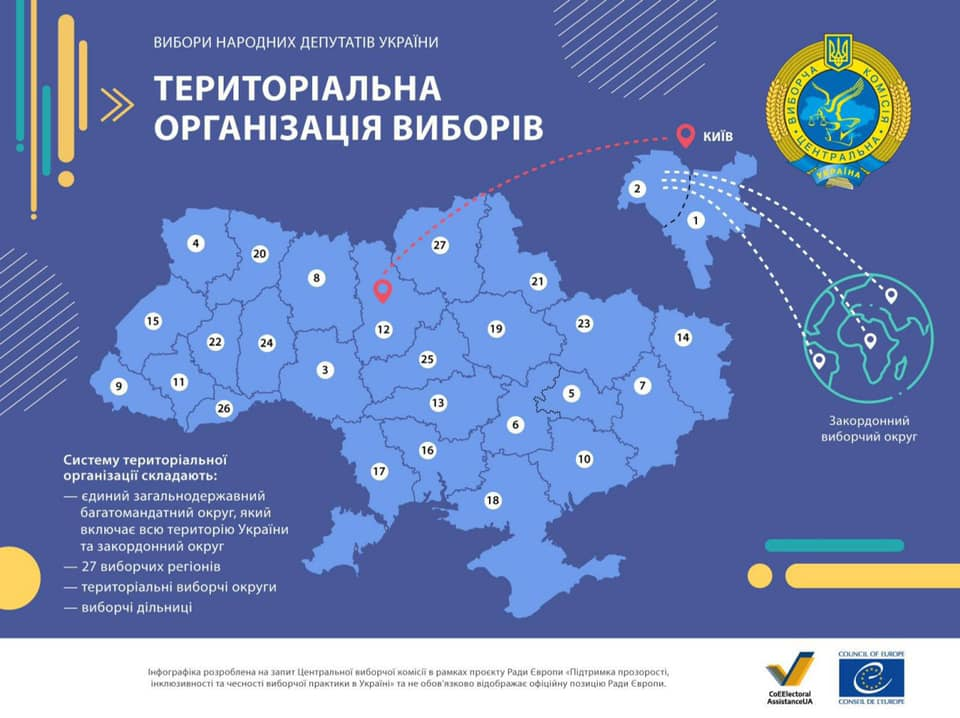 ВИБОРИ НАРОДНИХ ДЕПУТАТІВ УКРАЇНИ
ТЕРИТОРІАЛЬНА
ОРГАНІЗАЦІЯ ВИБОРІВ
ВИБОРЧА КОМІСІЯ
ЦЕНТРАЛЬНА
УКРАЇНА
КИЇВ
2
1
4
20
8
27
21
15
22
24
12
19
23
14
9
11
26
3
25
13
5
7
6
16
17
10
18
Закордонний
виборчий округ
Систему територіальної
організації складають:
— єдиний загальнодержавний
багатомандатний округ, який
включає всю територію України
та закордонний округ
— 27 виборчих регіонів
— територіальні виборчі округи
— виборчі дільниці
Інфографіка розроблена на запит Центральної виборчої комісії в рамках проєкту Ради Європи «Підтримка прозорості,
інклюзивності та чесності виборчої практики в Україні» та не обов’язково відображає офіційну позицію Ради Європи.
CoEElectoral
AssistanceUA
COUNCIL OF EUROPE
CONSEIL DE L'EUROPE